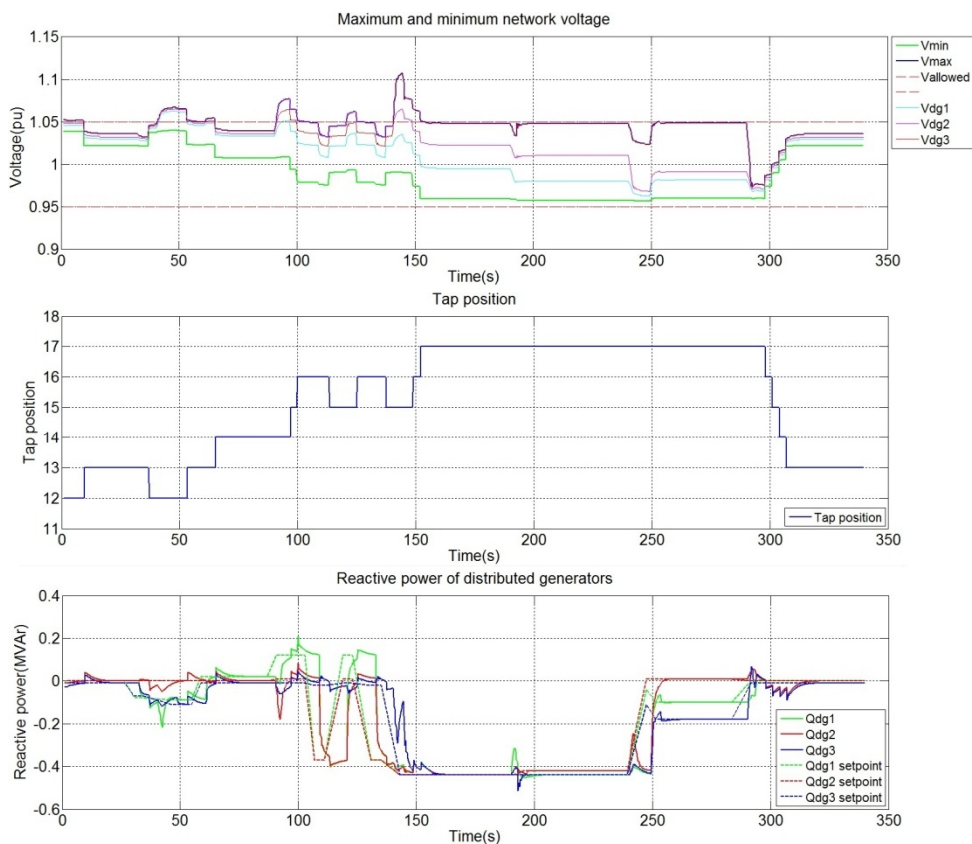 Maximum and minimum network voltage
1.15
1.1
1.05
1
0.95
0.9
Voltage(pu)
0 50 100 150 200 250 300 350
Time(s)
Vmin
Vmax
Vallowed
Vdg1
Vdg2
Vdg3
Tap position
18
17
16
15
14
13
12
11
Tap position
0 50 100 150 200 250 300 350
Time(s)
Tap position
Reactive power of distributed generators
0.4
0.2
0
-0.2
-0.4
-0.6
Reactive power(MVAr)
0 50 100 150 200 250 300 350
Time(s)
Qdg1
Qdg2
Qdg3
Qdg1 setpoint
Qdg2 setpoint
Qdg3 setpoint